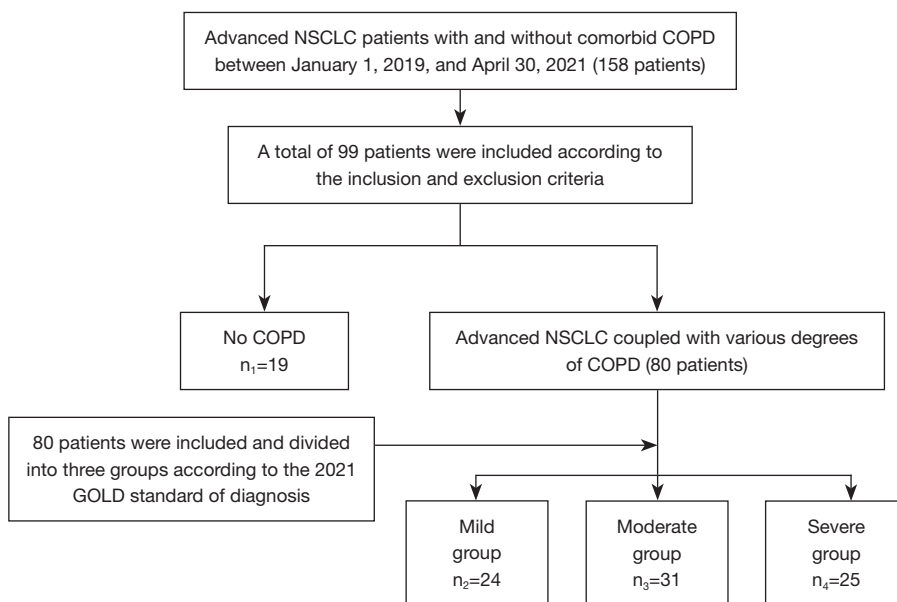 Advanced NSCLC patients with and without comorbid COPD
between January 1, 2019, and April 30, 2021 (158 patients)
A total of 99 patients were included according to
the inclusion and exclusion criteria
No COPD
n₁=19
Advanced NSCLC coupled with various degrees
of COPD (80 patients)
80 patients were included and divided
into three groups according to the 2021
GOLD standard of diagnosis
Mild
group
n₂=24
Moderate
group
n₃=31
Severe
group
n₄=25